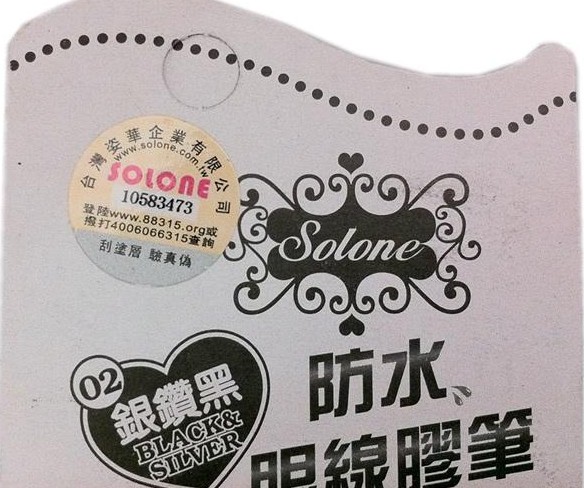 台灣姿華企業有限公司
www.solone.com.tw
SOLONE
10583473
登陸www.88315.org或
撥打4006066315查詢
刮塗層 驗真偽
Solone
02
銀鑽黑
BLACK&
SILVER
防水、
眼線膠筆